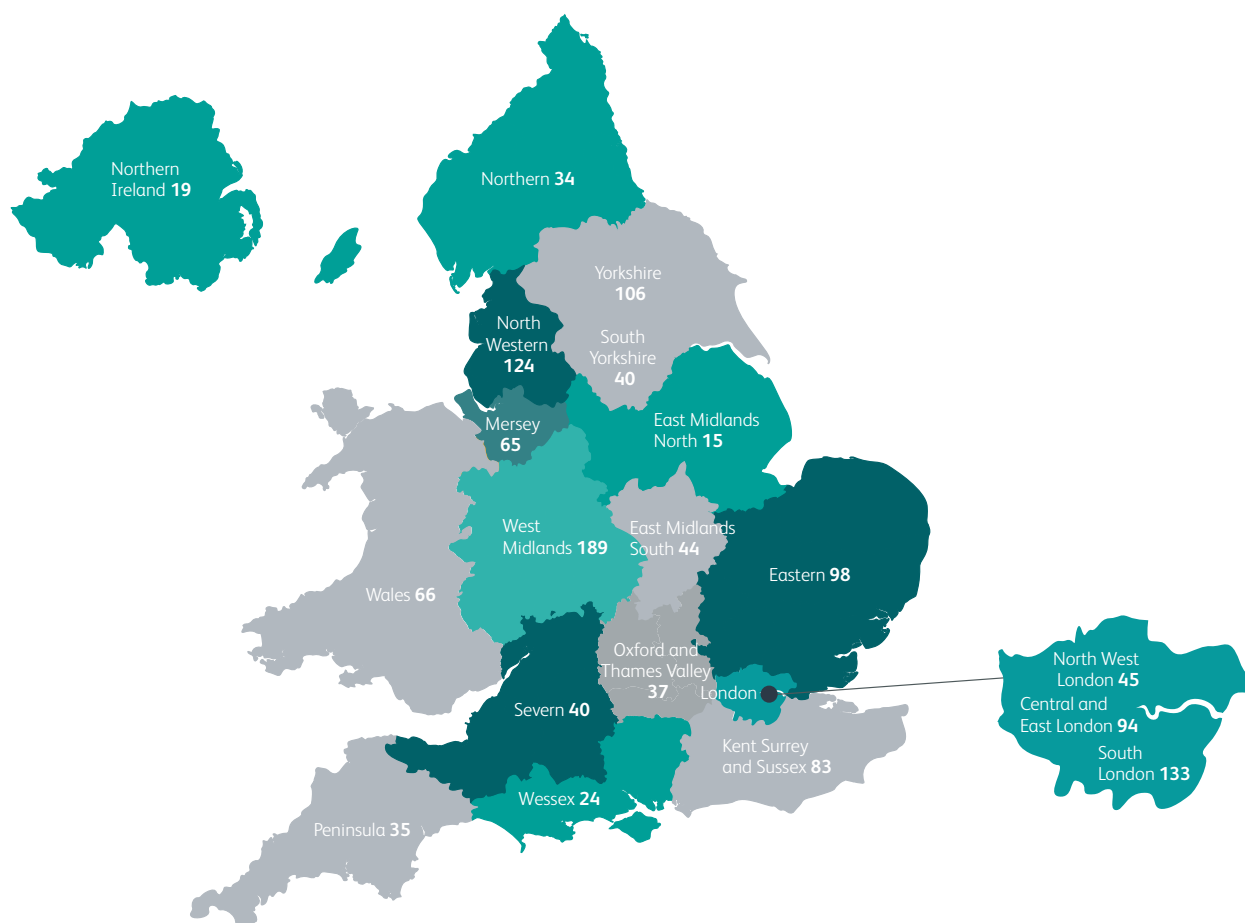 Northern
Ireland 19
Northern 34
Yorkshire
106
North
Western
124
South
Yorkshire
40
Mersey
65
East Midlands
North 15
West
Midlands 189
East Midlands
South 44
Eastern 98
Wales 66
Oxford and
Thames Valley
37
London
Severn 40
Kent Surrey
and Sussex 83
Wessex 24
Peninsula 35
North West
London 45
Central and
East London 94
South
London 133